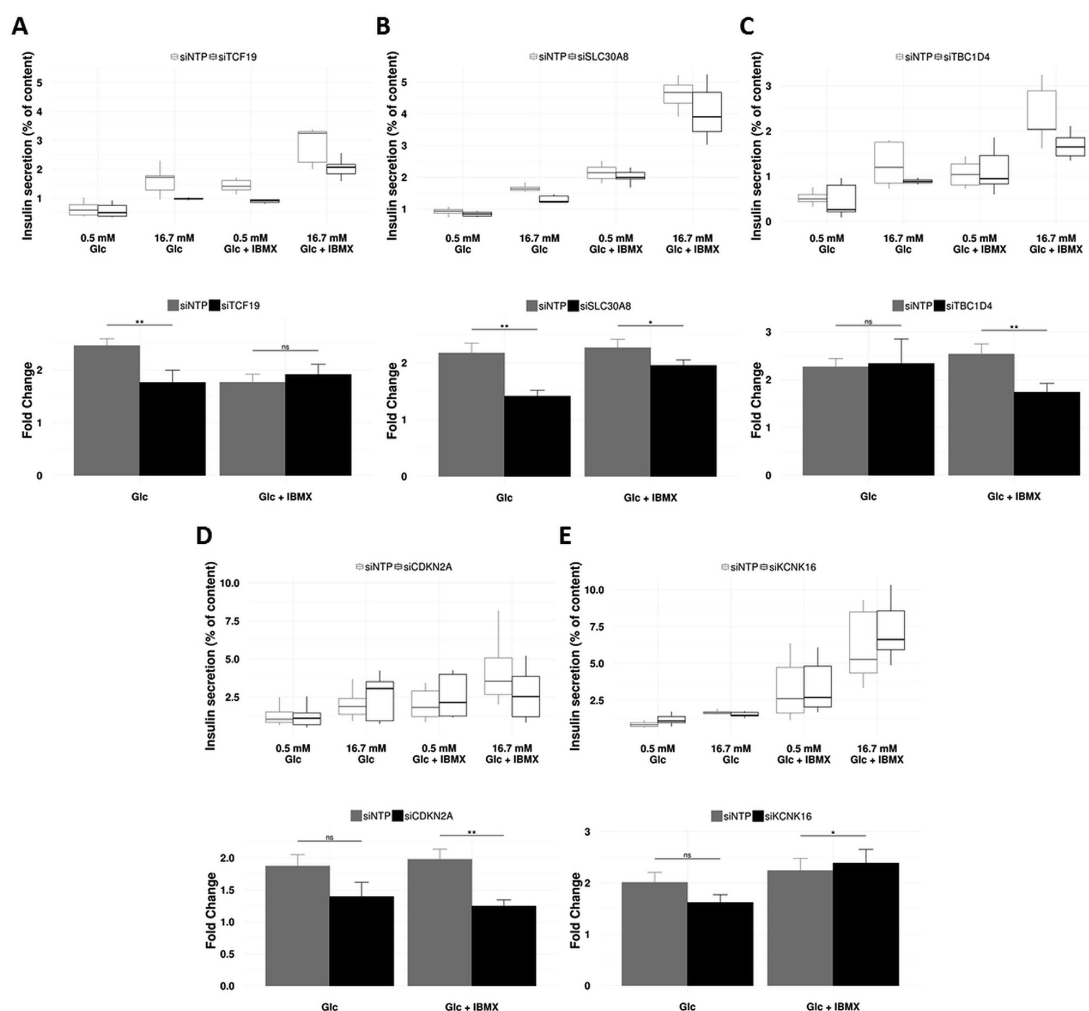 A
siNTP siTCF19
Insulin secretion (% of content)
5
4
3
2
1
0.5 mM
Glc
16.7 mM
Glc
0.5 mM
Glc + IBMX
16.7 mM
Glc + IBMX
siNTP siTCF19
**
ns
Fold Change
2
1
0
Glc
Glc + IBMX
B
siNTP siSLC30A8
Insulin secretion (% of content)
5
4
3
2
1
0.5 mM
Glc
16.7 mM
Glc
0.5 mM
Glc + IBMX
16.7 mM
Glc + IBMX
siNTP siSLC30A8
**
*
Fold Change
2
1
0
Glc
Glc + IBMX
C
siNTP siTBC1D4
Insulin secretion (% of content)
3
2
1
0
0.5 mM
Glc
16.7 mM
Glc
0.5 mM
Glc + IBMX
16.7 mM
Glc + IBMX
siNTP siTBC1D4
ns
**
Fold Change
3
2
1
0
Glc
Glc + IBMX
D
siNTP siCDKN2A
Insulin secretion (% of content)
10.0
7.5
5.0
2.5
0.5 mM
Glc
16.7 mM
Glc
0.5 mM
Glc + IBMX
16.7 mM
Glc + IBMX
siNTP siCDKN2A
ns
**
Fold Change
2.0
1.5
1.0
0.5
0.0
Glc
Glc + IBMX
E
siNTP siKCNK16
Insulin secretion (% of content)
10.0
7.5
5.0
2.5
0.5 mM
Glc
16.7 mM
Glc
0.5 mM
Glc + IBMX
16.7 mM
Glc + IBMX
siNTP siKCNK16
ns
*
Fold Change
3
2
1
0
Glc
Glc + IBMX